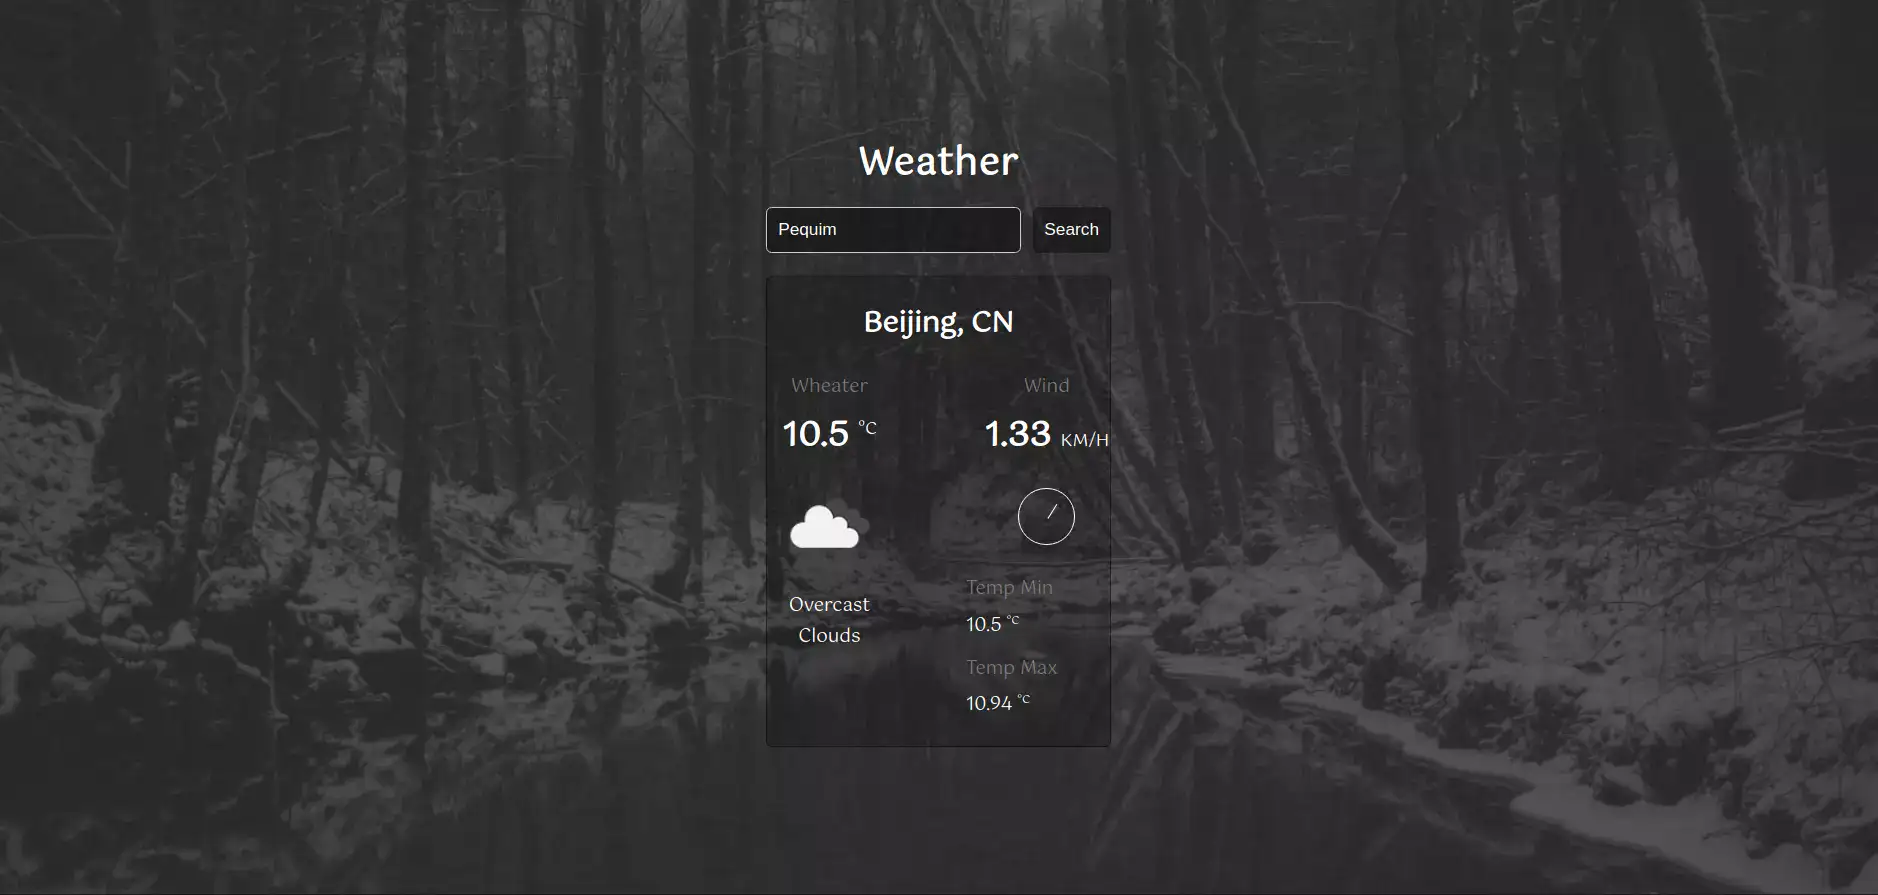 Weather
Pequim
Search
Beijing, CN
Wheater
Wind
10.5 °C
1.33 KM/H
Overcast
Clouds
Temp Min
10.5 °C
Temp Max
10.94 °C